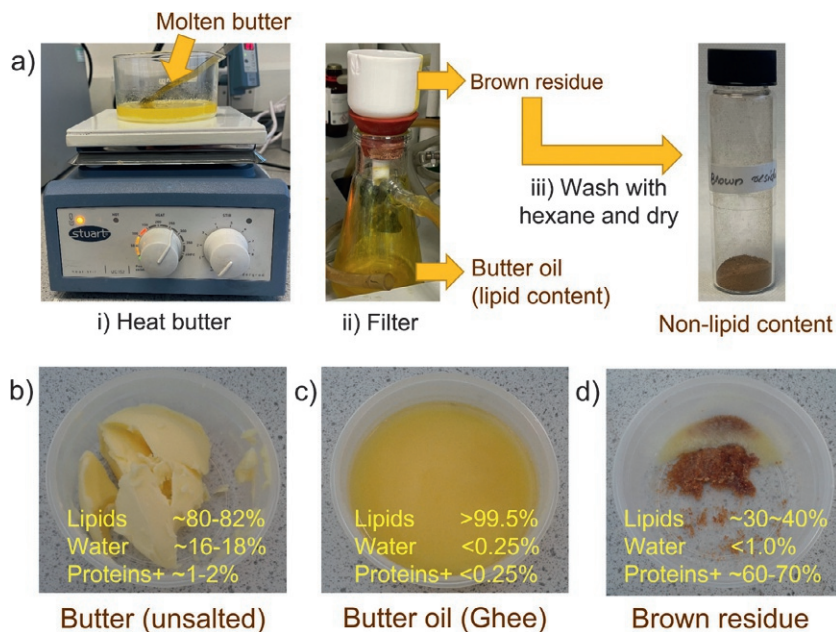 Molten butter
a)
Brown residue
stuart
HEAT
STIR
Brown residue
iii) Wash with
hexane and dry
Butter oil
(lipid content)
i) Heat butter
ii) Filter
Non-lipid content
b)
c)
d)
Lipids ~80-82%
Water ~16-18%
Proteins+ ~1-2%
Lipids >99.5%
Water <0.25%
Proteins+ <0.25%
Lipids ~30~40%
Water <1.0%
Proteins+ ~60-70%
Butter (unsalted)
Butter oil (Ghee)
Brown residue